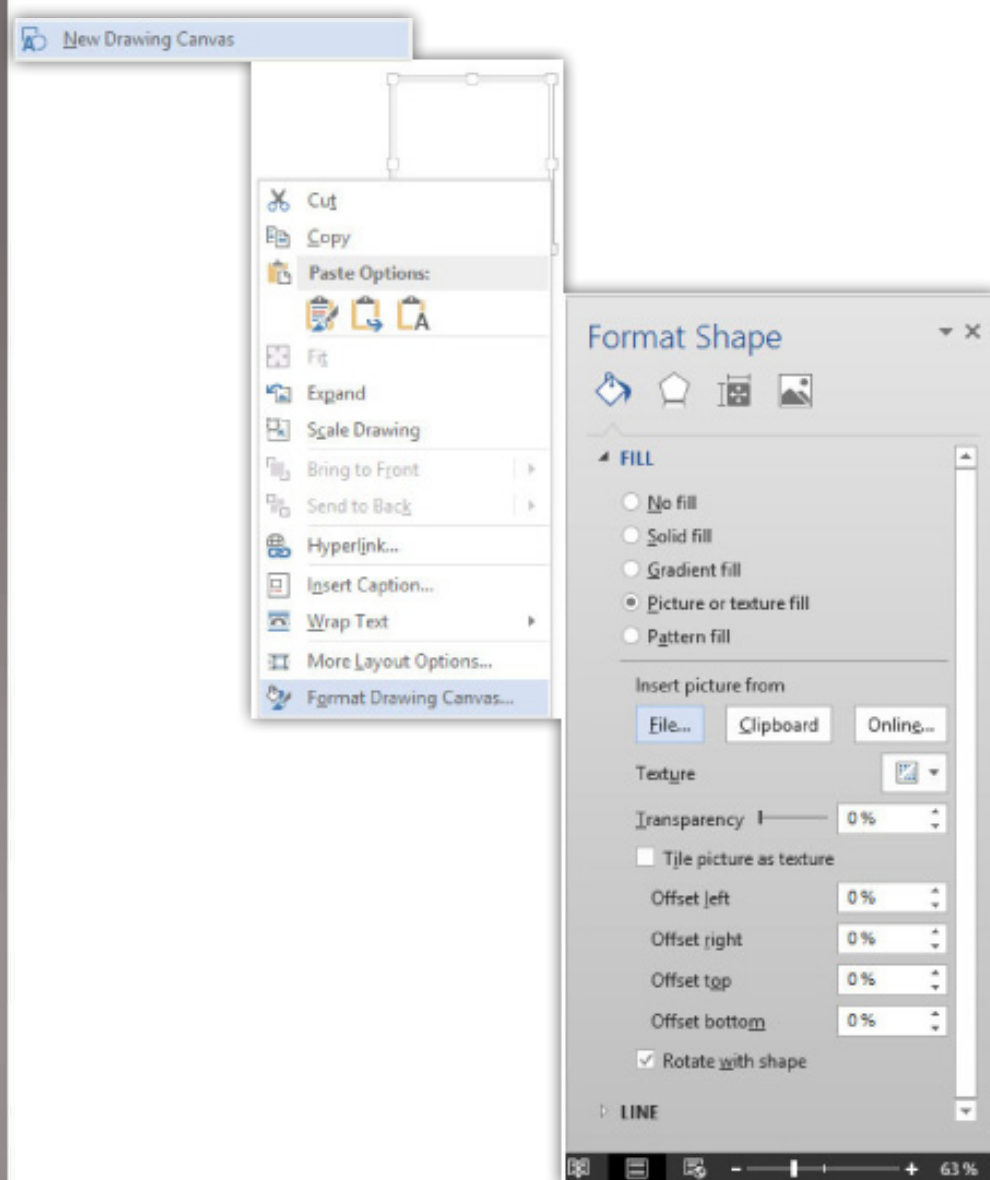 New Drawing Canvas
Cut
Copy
Paste Options:
A
Fit
Expand
Scale Drawing
Bring to Front
Send to Back
Hyperlink...
Insert Caption...
Wrap Text
More Layout Options...
Format Drawing Canvas...
Format Shape
FILL
No fill
Solid fill
Gradient fill
Picture or texture fill
Pattern fill
Insert picture from
File... Clipboard Online...
Texture
Transparency 0 %
Tile picture as texture
Offset left 0 %
Offset right 0 %
Offset top 0 %
Offset bottom 0 %
Rotate with shape
LINE
63 %